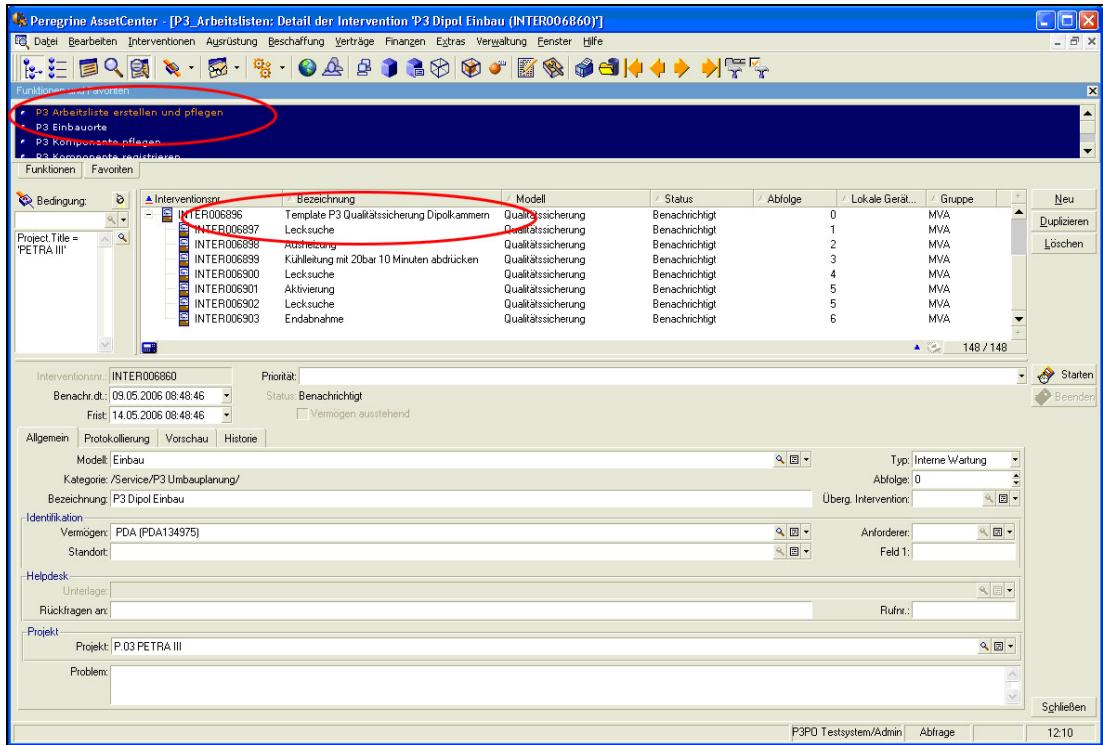 Peregrine AssetCenter - [P3_Arbeitslisten: Detail der Intervention 'P3 Dipol Einbau (INTER006860)']
Datei Bearbeiten Interventionen Ausrüstung Beschaffung Verträge Finanzen Extras Verwaltung Fenster Hilfe
Funktionen und Favoriten
P3 Arbeitsliste erstellen und pflegen
P3 Einbauorte
P3 Komponente pflegen
P3 Komponente registrieren
Funktionen Favoriten
Bedingung:
Project.Title =
'PETRA III'
Interventionsnr. Bezeichnung Modell Status Abfolge Lokale Gerät... Gruppe
INTER006896 Template P3 Qualitätssicherung Dipolkammern Qualitätssicherung Benachrichtigt 0 MVA
INTER006897 Lecksuche Qualitätssicherung Benachrichtigt 1 MVA
INTER006898 Ausheizung Qualitätssicherung Benachrichtigt 2 MVA
INTER006899 Kühlleitung mit 20bar 10 Minuten abdrücken Qualitätssicherung Benachrichtigt 3 MVA
INTER006900 Lecksuche Qualitätssicherung Benachrichtigt 4 MVA
INTER006901 Aktivierung Qualitätssicherung Benachrichtigt 5 MVA
INTER006902 Lecksuche Qualitätssicherung Benachrichtigt 5 MVA
INTER006903 Endabnahme Qualitätssicherung Benachrichtigt 6 MVA
148 / 148
Neu
Duplizieren
Löschen
Interventionsnr.: INTER006860 Priorität: Starten
Benachr.dt.: 09.05.2006 08:48:46 Status: Benachrichtigt Beenden
Frist: 14.05.2006 08:48:46 Vermögen ausstehend
Allgemein Protokollierung Vorschau Historie
Modell: Einbau Typ: Interne Wartung
Kategorie: /Service/P3 Umbauplanung/ Abfolge: 0
Bezeichnung: P3 Dipol Einbau Überg. Intervention:
Identifikation
Vermögen: PDA (PDA134975) Anforderer:
Standort: Feld 1:
Helpdesk
Unterlage:
Rückfragen an: Rufnr.:
Projekt
Projekt: P.03 PETRA III
Problem:
Schließen
P3PO Testsystem/Admin Abfrage 12:10